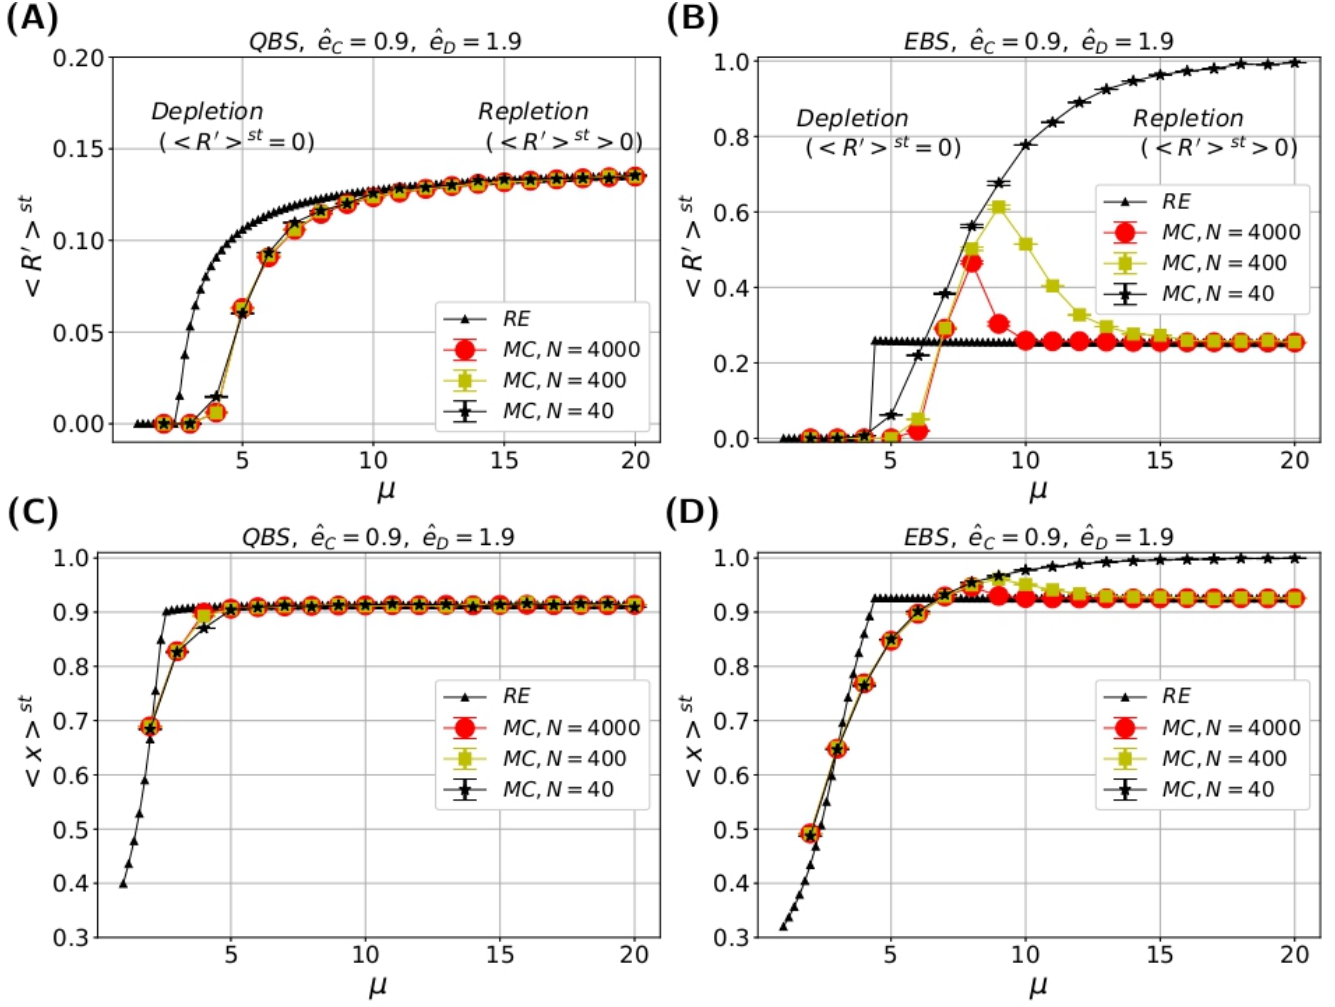 (A)
QBS, ê_C = 0.9, ê_D = 1.9
0.20
0.15
0.10
0.05
0.00
< R' > st
Depletion
(< R' > st = 0)
Repletion
(< R' > st > 0)
RE
MC, N = 4000
MC, N = 400
MC, N = 40
5 10 15 20
μ
(B)
EBS, ê_C = 0.9, ê_D = 1.9
1.0
0.8
0.6
0.4
0.2
0.0
< R' > st
Depletion
(< R' > st = 0)
Repletion
(< R' > st > 0)
RE
MC, N = 4000
MC, N = 400
MC, N = 40
5 10 15 20
μ
(C)
QBS, ê_C = 0.9, ê_D = 1.9
1.0
0.9
0.8
0.7
0.6
0.5
0.4
0.3
< x > st
RE
MC, N = 4000
MC, N = 400
MC, N = 40
5 10 15 20
μ
(D)
EBS, ê_C = 0.9, ê_D = 1.9
1.0
0.9
0.8
0.7
0.6
0.5
0.4
0.3
< x > st
RE
MC, N = 4000
MC, N = 400
MC, N = 40
5 10 15 20
μ